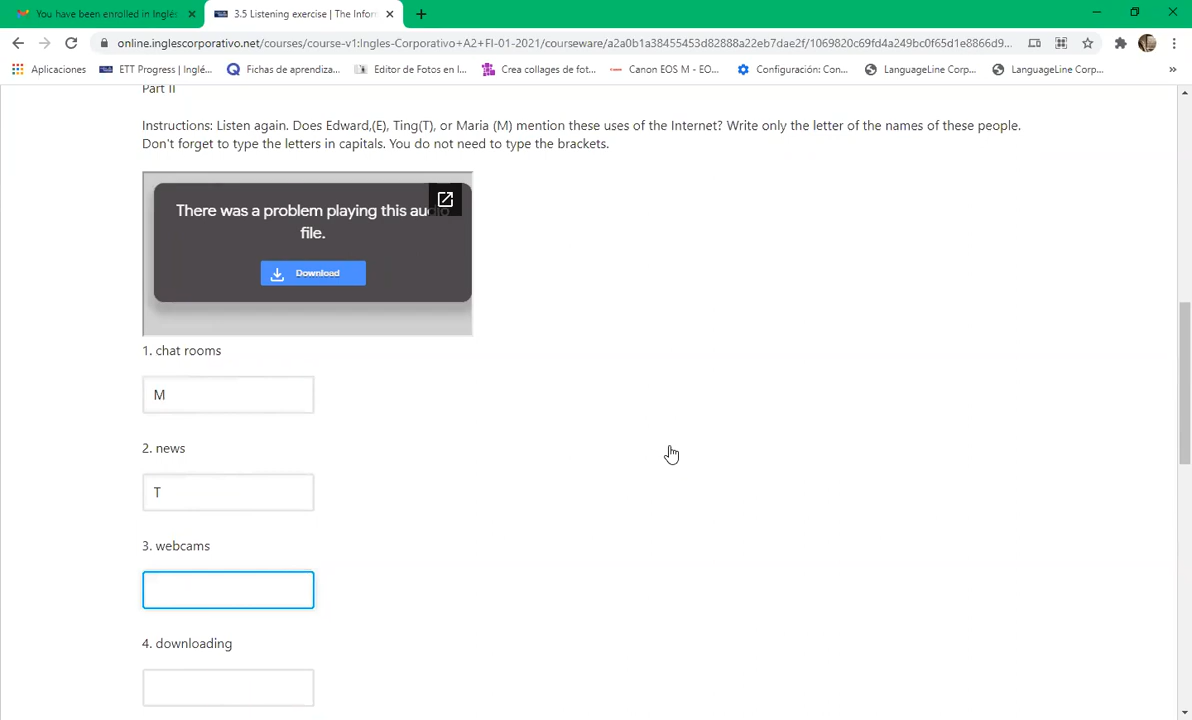 You have been enrolled in Inglés
3.5 Listening exercise | The Infor
online.inglescorporativo.net/courses/course-v1:Ingles-Corporativo+A2+FI-01-2021/courseware/a2a0b1a38455453d82888a22eb7dae2f/1069820c69fd4a249bc0f65d1e8866d9...
Aplicaciones
ETT Progress | Inglé...
Fichas de aprendiza...
Editor de Fotos en l...
Crea collages de fot...
Canon EOS M - EO...
Configuración: Con...
LanguageLine Corp...
LanguageLine Corp...
Part II
Instructions: Listen again. Does Edward,(E), Ting(T), or Maria (M) mention these uses of the Internet? Write only the letter of the names of these people.
Don't forget to type the letters in capitals. You do not need to type the brackets.
There was a problem playing this audio
file.
Download
1. chat rooms
M
2. news
T
3. webcams
4. downloading